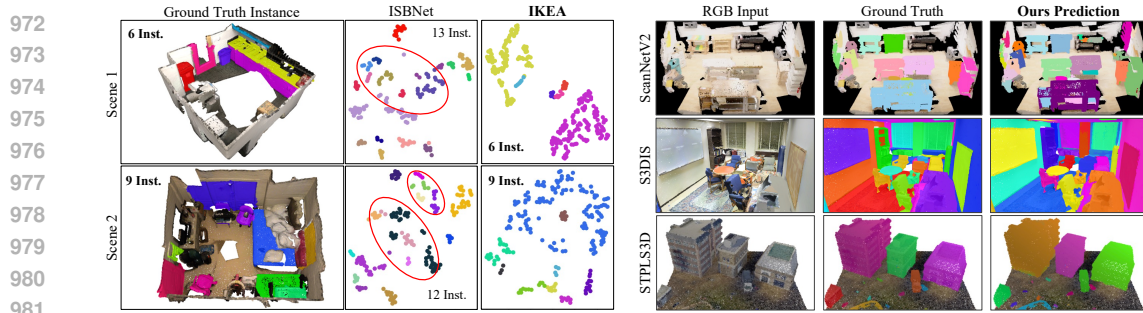 972
973
974
975
976
977
978
979
980
981
Ground Truth Instance
ISBNet
IKEA
Scene 1
6 Inst.
13 Inst.
6 Inst.
Scene 2
9 Inst.
12 Inst.
9 Inst.
RGB Input
Ground Truth
Ours Prediction
ScanNetV2
S3DIS
STPLS3D